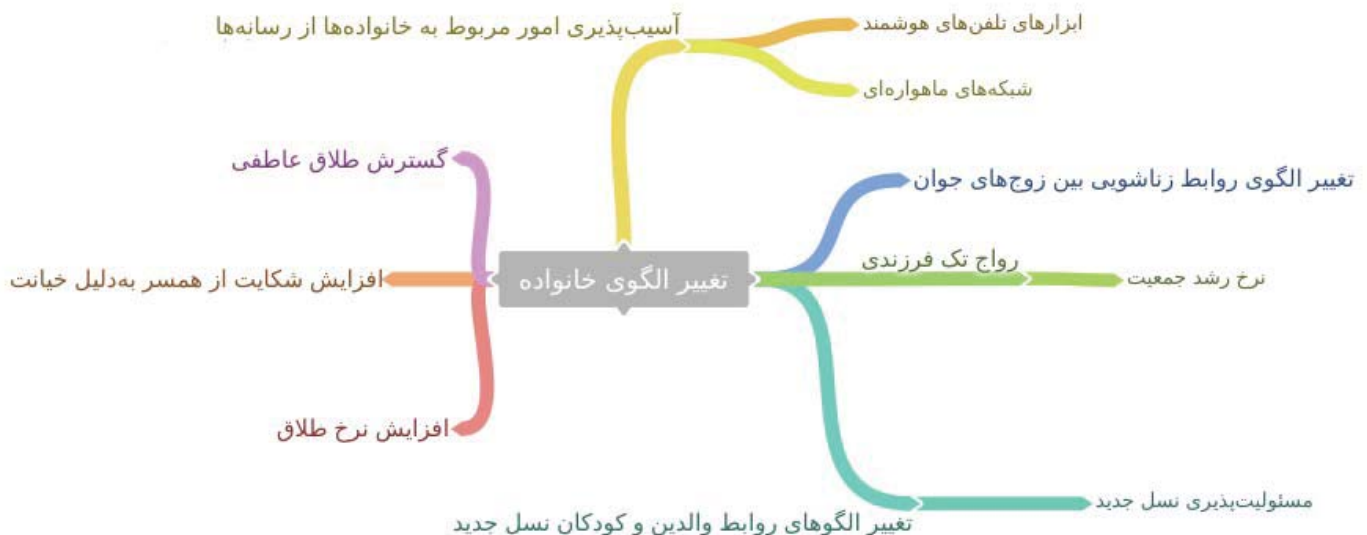 آسیب‌پذیری امور مربوط به خانواده‌ها از رسانه‌ها
ابزارهای تلفن‌های هوشمند
شبکه‌های ماهواره‌ای
گسترش طلاق عاطفی
تغییر الگوی روابط زناشویی بین زوج‌های جوان
رواج تک فرزندی
نرخ رشد جمعیت
تغییر الگوی خانواده
افزایش شکایت از همسر به‌دلیل خیانت
افزایش نرخ طلاق
مسئولیت‌پذیری نسل جدید
تغییر الگوهای روابط والدین و کودکان نسل جدید